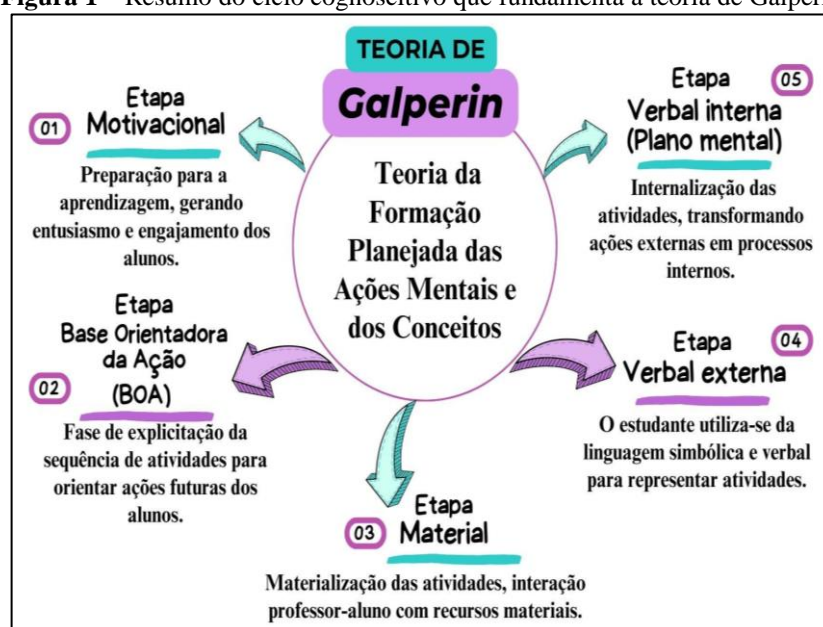 Figura 1 – Resumo do ciclo cognoscitivo que fundamenta a teoria de Galperi
TEORIA DE
Galperin
Teoria da
Formação
Planejada das
Ações Mentais e
dos Conceitos
01
Etapa
Motivacional
Preparação para a
aprendizagem, gerando
entusiasmo e engajamento dos
alunos.
02
Etapa
Base Orientadora
da Ação
(BOA)
Fase de explicitação da
sequência de atividades para
orientar ações futuras dos
alunos.
03
Etapa
Material
Materialização das atividades, interação
professor-aluno com recursos materiais.
04
Etapa
Verbal externa
O estudante utiliza-se da
linguagem simbólica e verbal
para representar atividades.
05
Etapa
Verbal interna
(Plano mental)
Internalização das
atividades, transformando
ações externas em processos
internos.